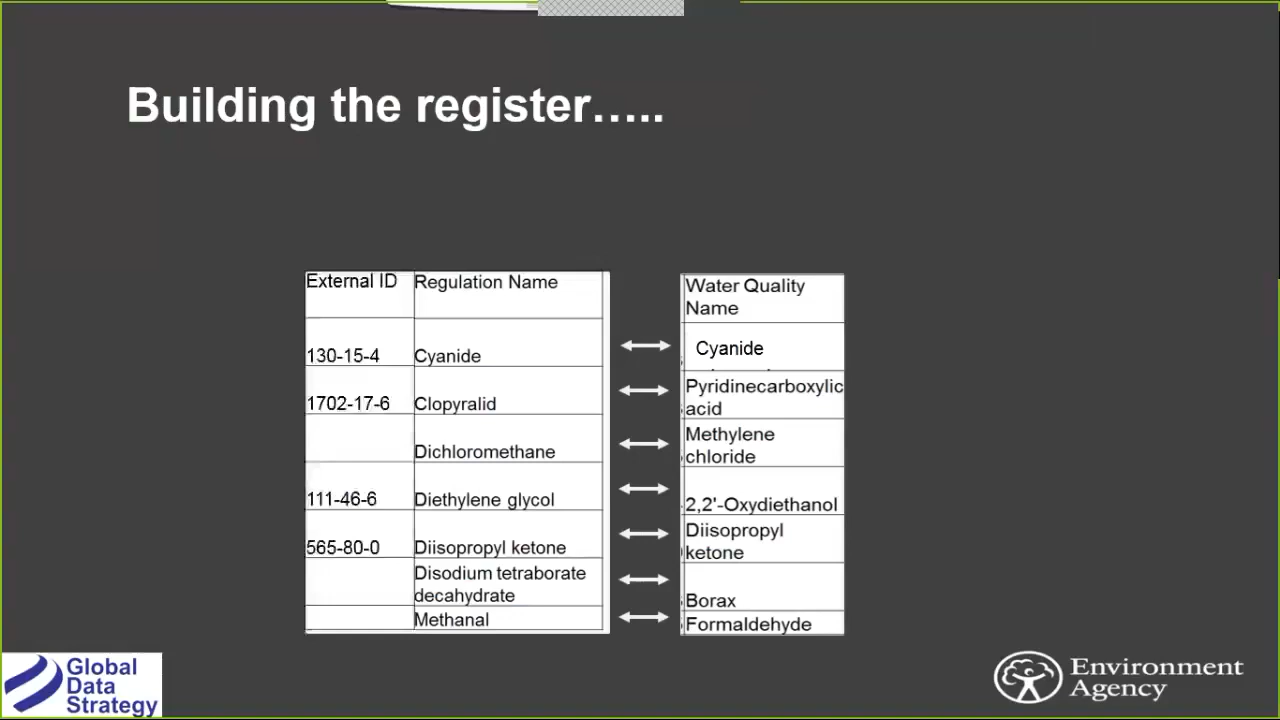 Building the register…..
External ID Regulation Name
130-15-4 Cyanide
1702-17-6 Clopyralid
Dichloromethane
111-46-6 Diethylene glycol
565-80-0 Diisopropyl ketone
Disodium tetraborate
decahydrate
Methanal
Water Quality
Name
Cyanide
Pyridinecarboxylic
acid
Methylene
chloride
2,2'-Oxydiethanol
Diisopropyl
ketone
Borax
Formaldehyde
Global
Data
Strategy
Environment
Agency